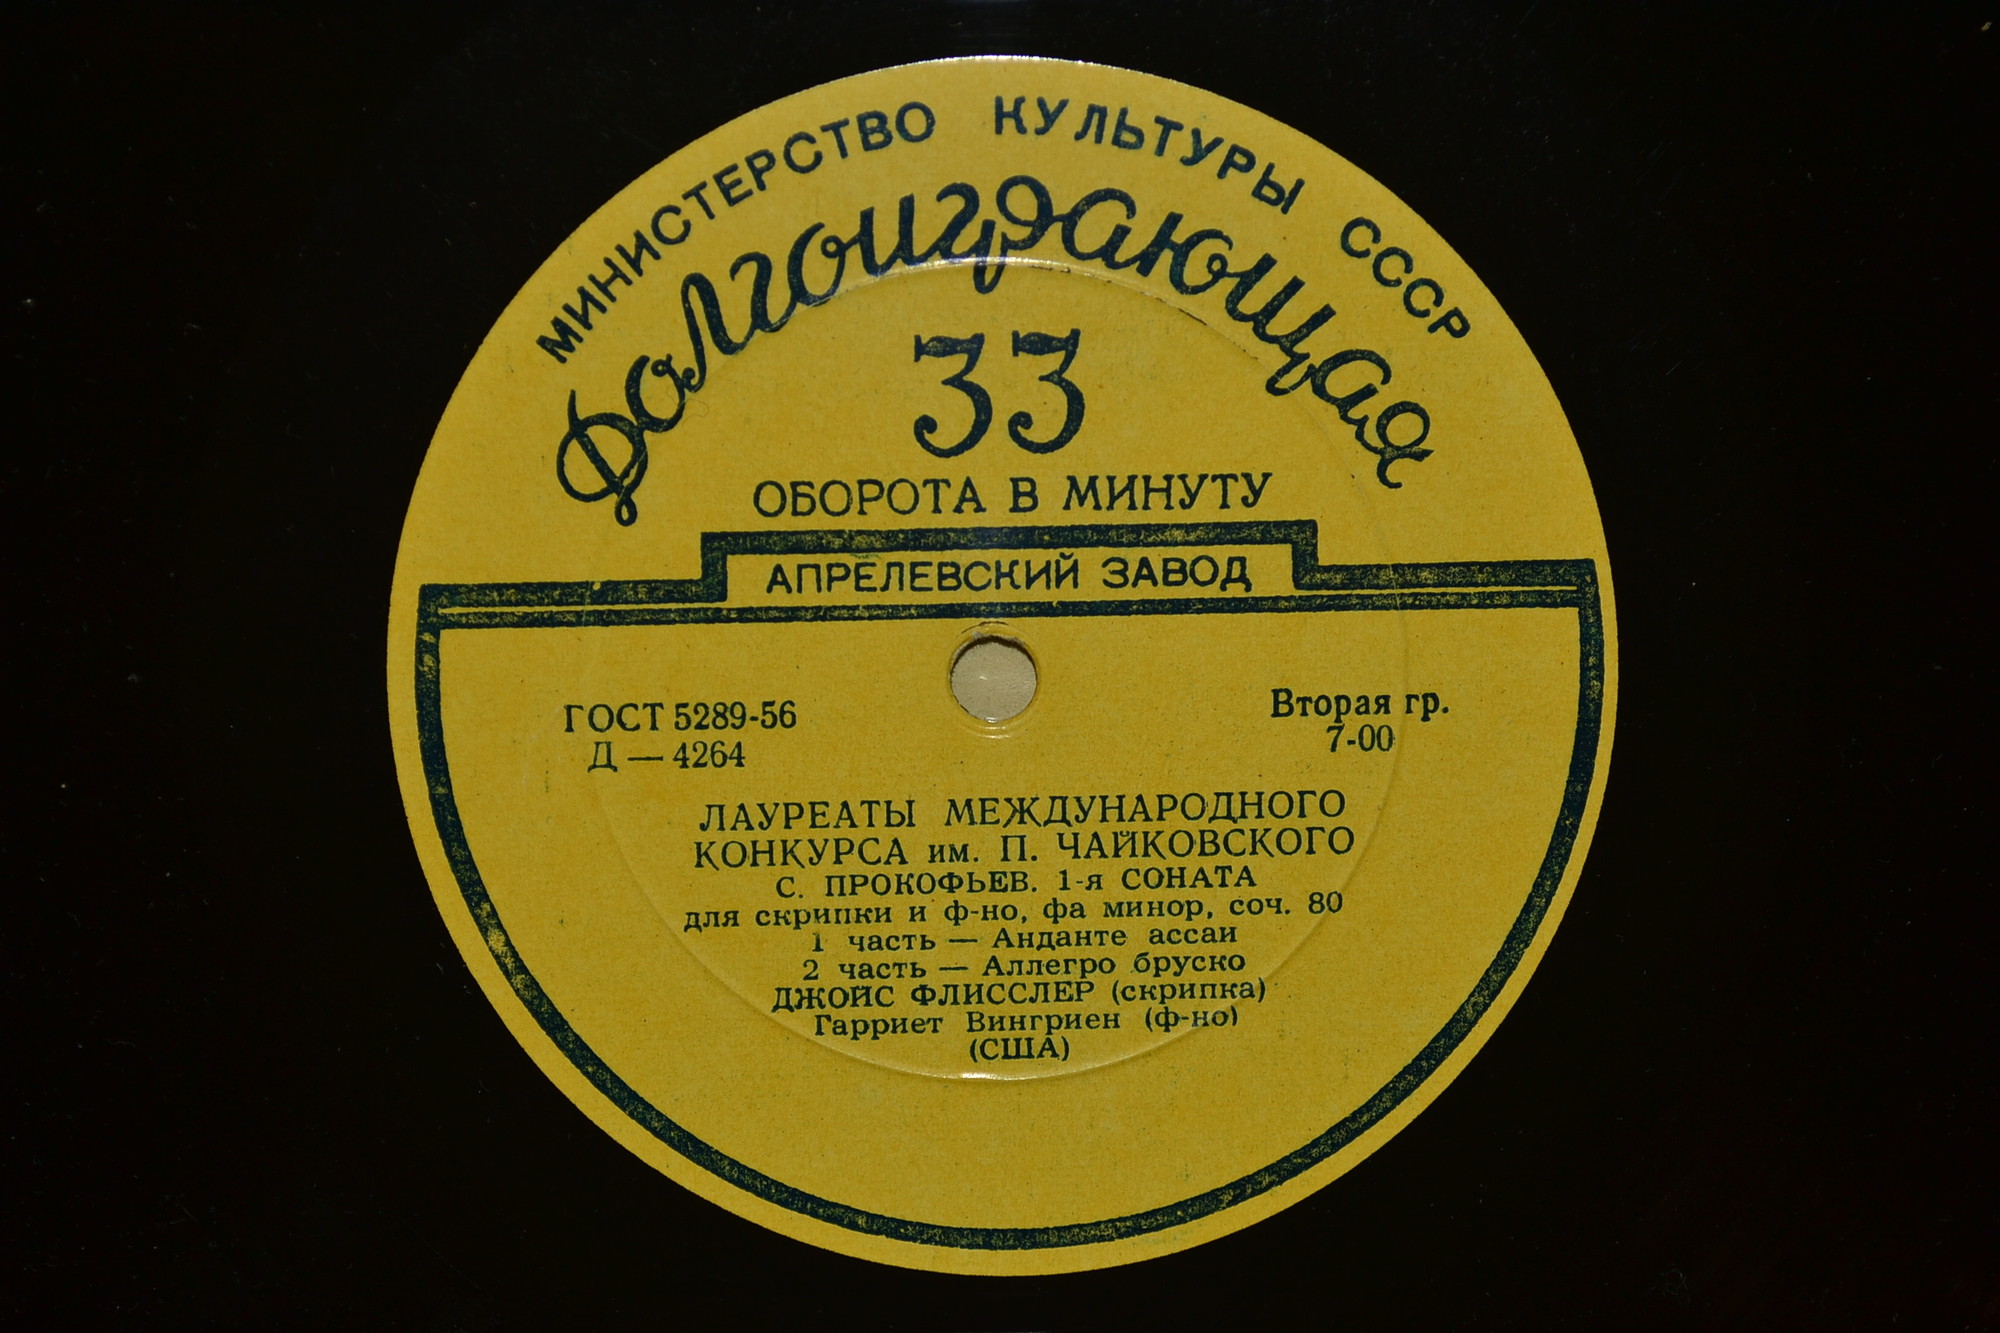 МИНИСТЕРСТВО КУЛЬТУРЫ СССР
Долгоиграющая
33
ОБОРОТА В МИНУТУ
АПРЕЛЕВСКИЙ ЗАВОД
ГОСТ 5289-56
Д — 4264
Вторая гр.
7-00
ЛАУРЕАТЫ МЕЖДУНАРОДНОГО
КОНКУРСА им. П. ЧАЙКОВСКОГО
С. ПРОКОФЬЕВ. 1-я СОНАТА
для скрипки и ф-но, фа минор, соч. 80
1 часть — Анданте ассаи
2 часть — Аллегро бруско
ДЖОЙС ФЛИССЛЕР (скрипка)
Гарриет Вингриен (ф-но)
(США)